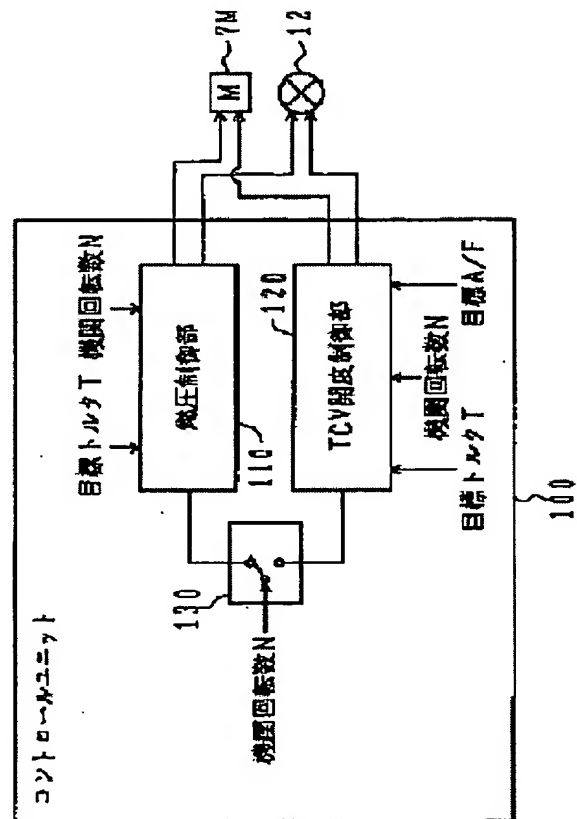 コントロールユニット
目標トルクT 機関回転数N
微圧制御部
110
7M
M
12
130
機関回転数N
TCV開度制御部
120
目標トルクT
機関回転数N
目標A/F
100